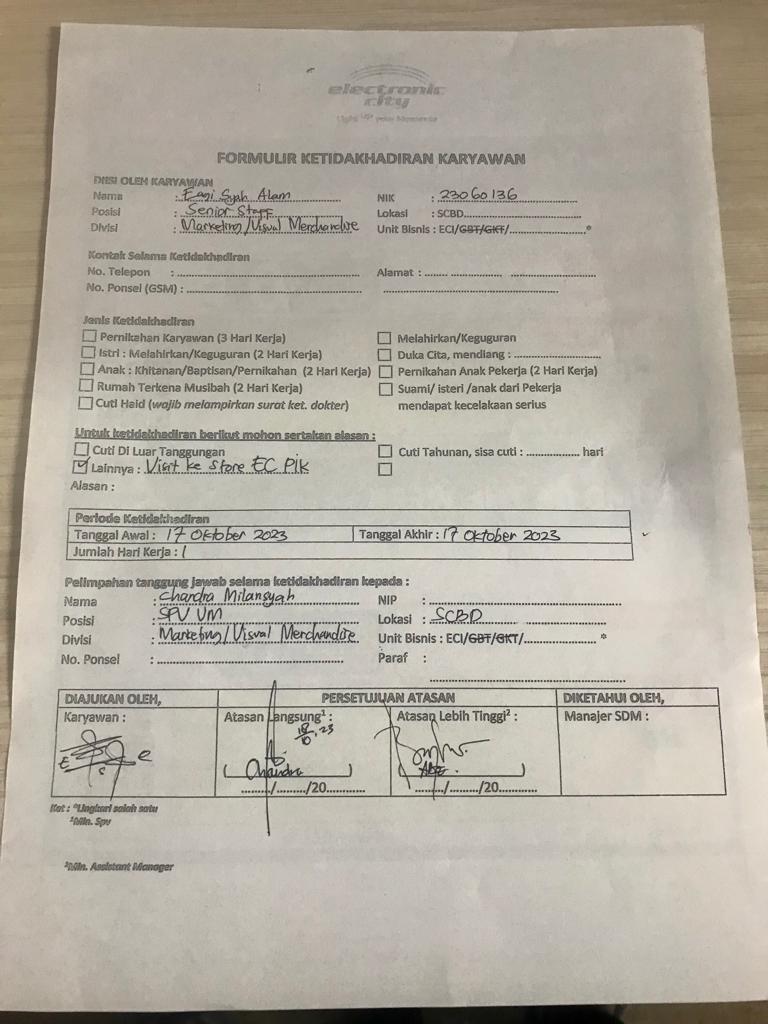 electronic
city
FORMULIR KETIDAKHADIRAN KARYAWAN
DIISI OLEH KARYAWAN
Nama : Eagi Syah Alam NIK : 23060136
Posisi : Senior Staff Lokasi : SCBD
Divisi : Marketing/Visual Merchandise Unit Bisnis : ECI/GBT/GKT/ *
Kontak Selama Ketidakhadiran
No. Telepon : Alamat :
No. Ponsel (GSM) :
Jenis Ketidakhadiran
Pernikahan Karyawan (3 Hari Kerja) Melahirkan/Keguguran
Istri : Melahirkan/Keguguran (2 Hari Kerja) Duka Cita, mendiang :
Anak : Khitanan/Baptisan/Pernikahan (2 Hari Kerja) Pernikahan Anak Pekerja (2 Hari Kerja)
Rumah Terkena Musibah (2 Hari Kerja) Suami/ isteri /anak dari Pekerja
Cuti Haid (wajib melampirkan surat ket. dokter) mendapat kecelakaan serius
Untuk ketidakhadiran berikut mohon sertakan alasan :
Cuti Di Luar Tanggungan Cuti Tahunan, sisa cuti : hari
Lainnya : Visit ke Store EC PIK
Alasan :
Periode Ketidakhadiran
Tanggal Awal : 17 Oktober 2023 Tanggal Akhir : 17 Oktober 2023
Jumlah Hari Kerja : 1
Pelimpahan tanggung jawab selama ketidakhadiran kepada :
Nama : Chandra Milansyah NIP :
Posisi : SPV VM Lokasi : SCBD
Divisi : Marketing/Visual Merchandise Unit Bisnis : ECI/GBT/GKT/ *
No. Ponsel : Paraf :
DIAJUKAN OLEH, PERSETUJUAN ATASAN DIKETAHUI OLEH,
Karyawan : Atasan Langsung¹ : Atasan Lebih Tinggi² : Manajer SDM :
Chandra
/ /20 / /20
Ket : *Lingkari salah satu
¹Min. Spv
²Min. Assistant Manager